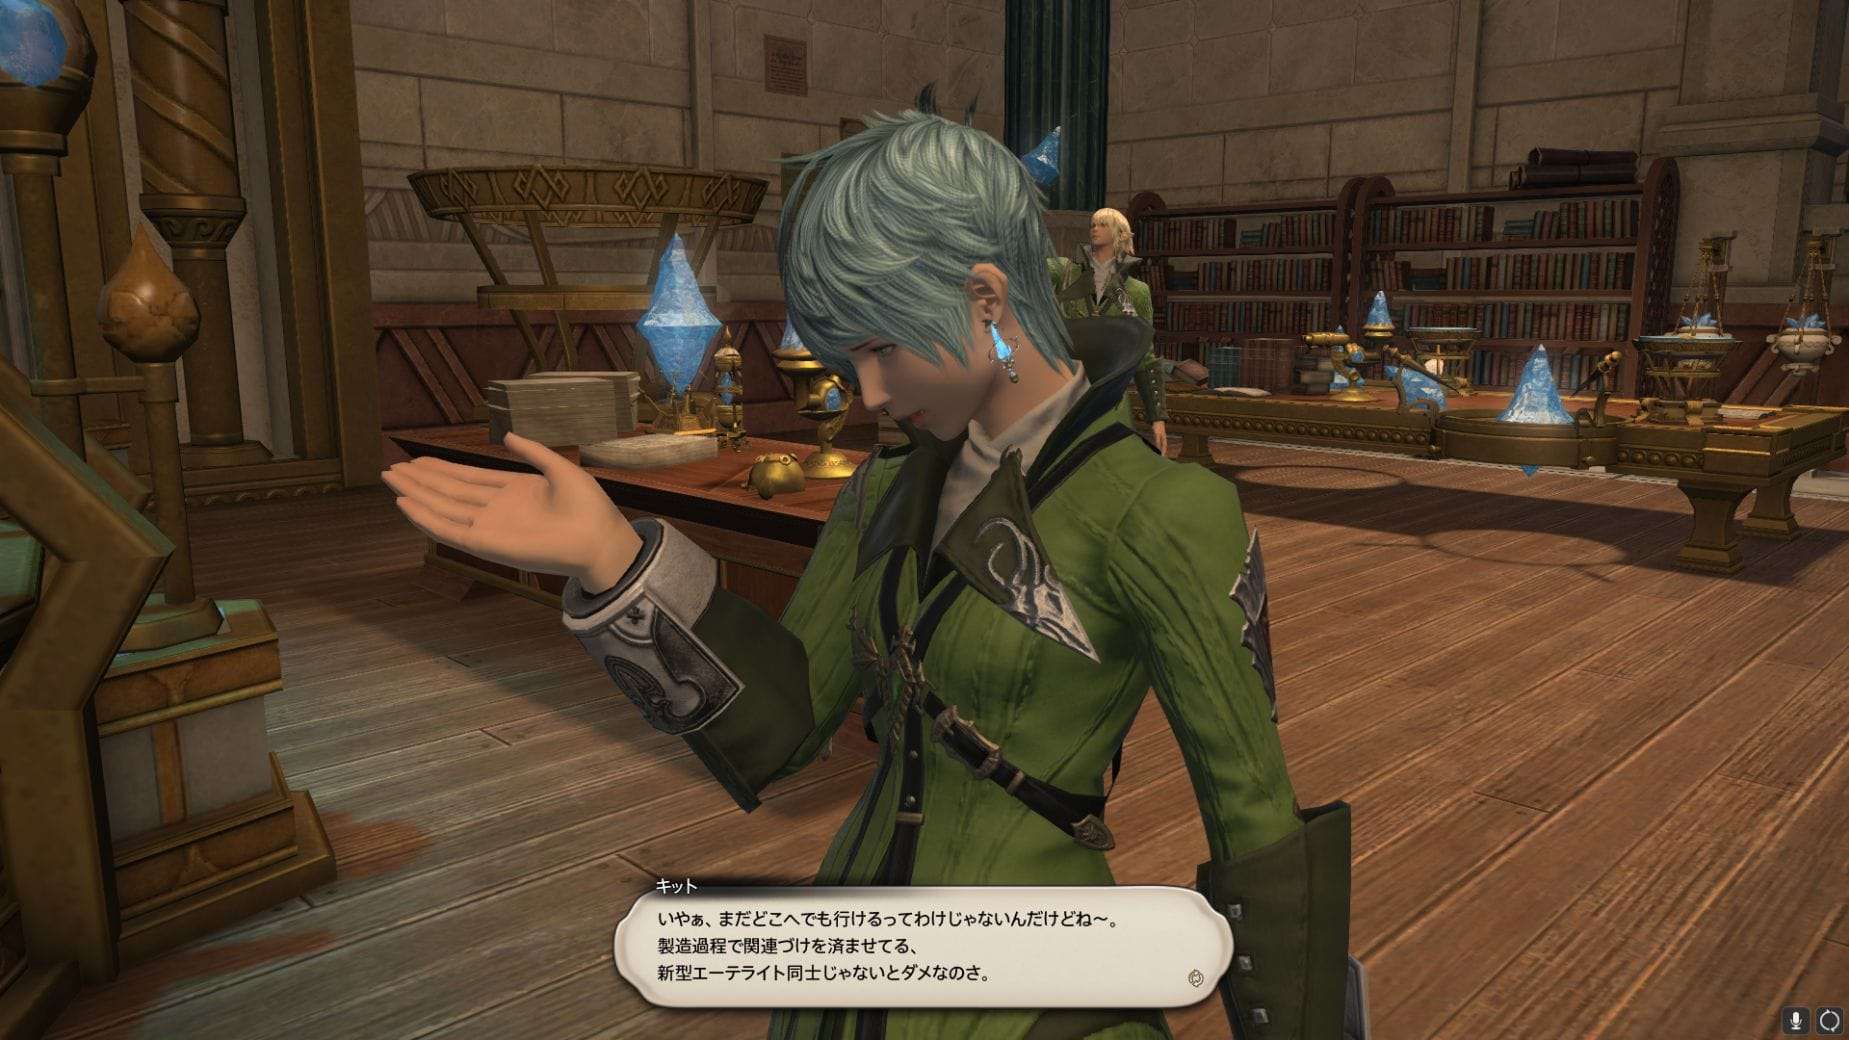 キット
いやぁ、まだどこへでも行けるってわけじゃないんだけどね～。
製造過程で関連づけを済ませてる、
新型エーテライト同士じゃないとダメなのさ。